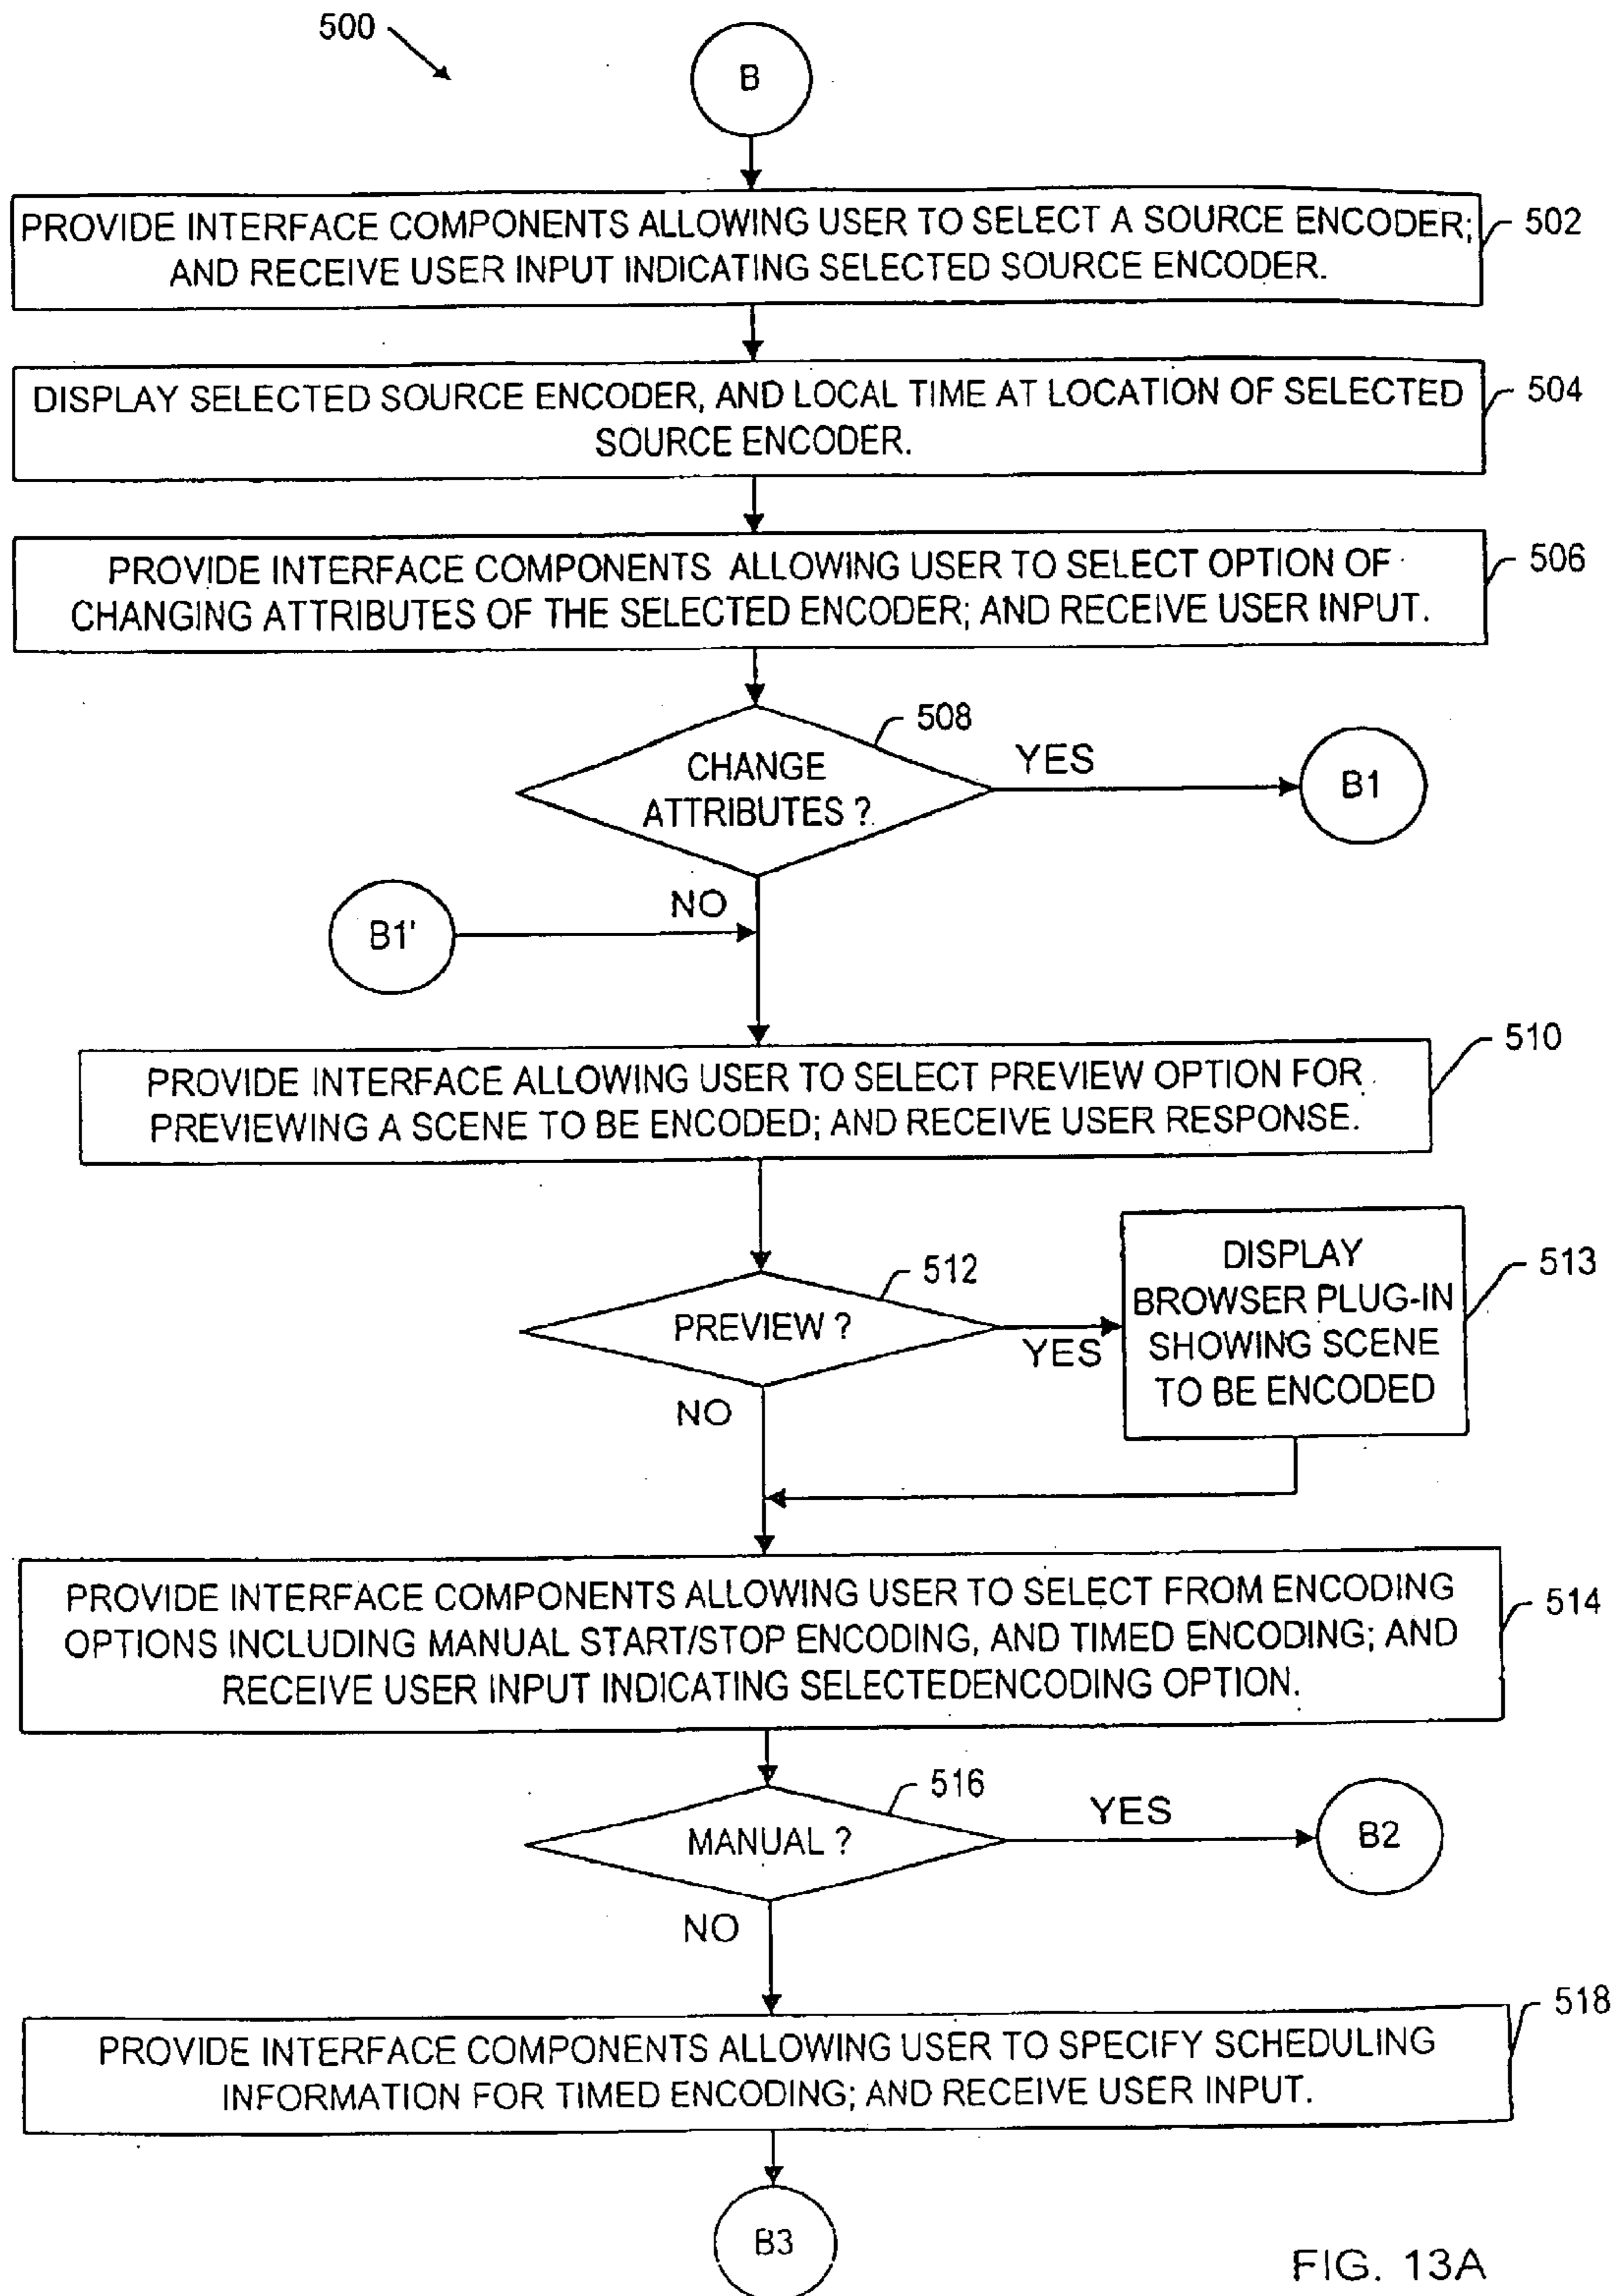 500
B
PROVIDE INTERFACE COMPONENTS ALLOWING USER TO SELECT A SOURCE ENCODER;
AND RECEIVE USER INPUT INDICATING SELECTED SOURCE ENCODER.
502
DISPLAY SELECTED SOURCE ENCODER, AND LOCAL TIME AT LOCATION OF SELECTED
SOURCE ENCODER.
504
PROVIDE INTERFACE COMPONENTS ALLOWING USER TO SELECT OPTION OF
CHANGING ATTRIBUTES OF THE SELECTED ENCODER; AND RECEIVE USER INPUT.
506
508
CHANGE
ATTRIBUTES ?
YES
B1
NO
B1'
510
PROVIDE INTERFACE ALLOWING USER TO SELECT PREVIEW OPTION FOR
PREVIEWING A SCENE TO BE ENCODED; AND RECEIVE USER RESPONSE.
512
PREVIEW ?
YES
NO
DISPLAY
BROWSER PLUG-IN
SHOWING SCENE
TO BE ENCODED
513
PROVIDE INTERFACE COMPONENTS ALLOWING USER TO SELECT FROM ENCODING
OPTIONS INCLUDING MANUAL START/STOP ENCODING, AND TIMED ENCODING; AND
RECEIVE USER INPUT INDICATING SELECTEDENCODING OPTION.
514
516
MANUAL ?
YES
B2
NO
518
PROVIDE INTERFACE COMPONENTS ALLOWING USER TO SPECIFY SCHEDULING
INFORMATION FOR TIMED ENCODING; AND RECEIVE USER INPUT.
B3
FIG. 13A